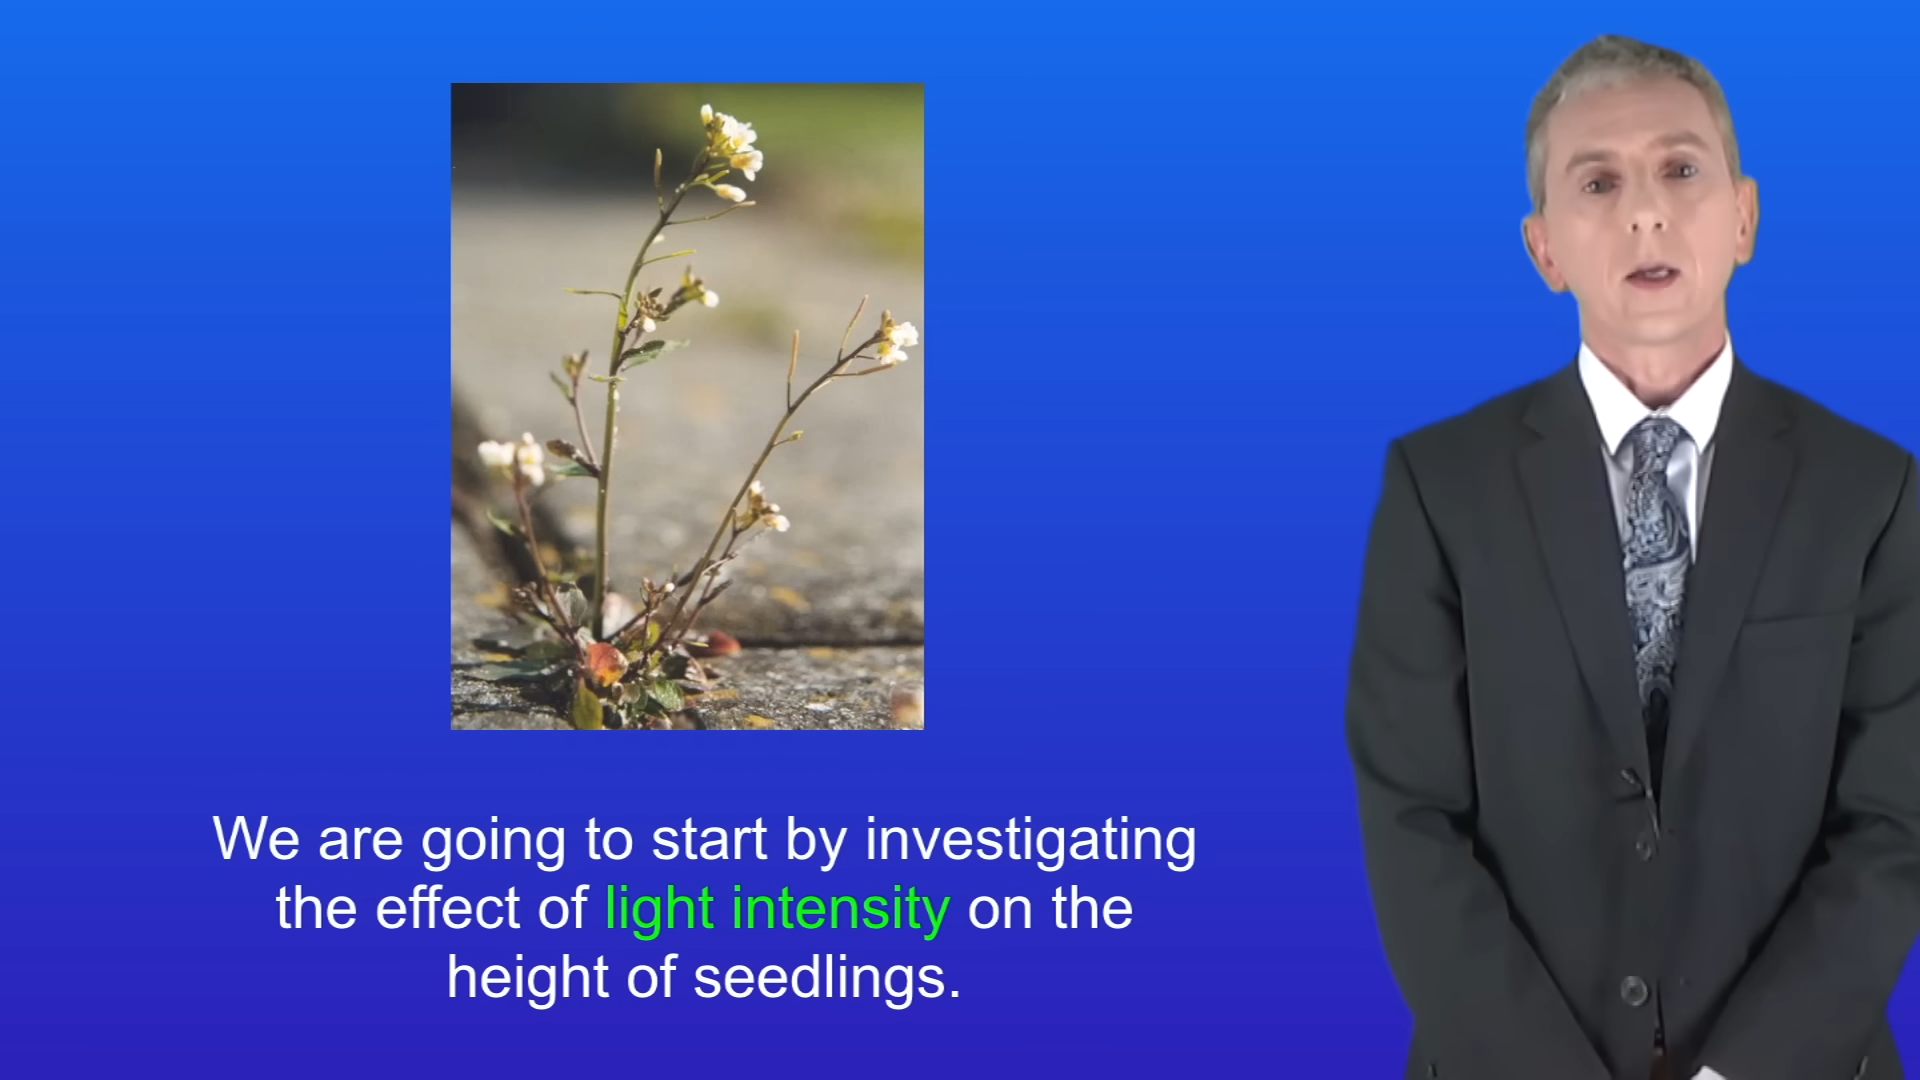 We are going to start by investigating
the effect of light intensity on the
height of seedlings.